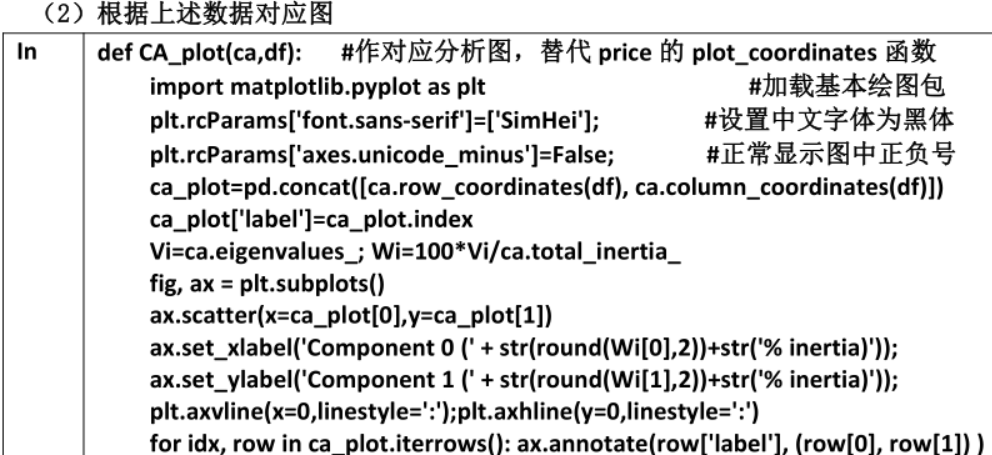 （2）根据上述数据对应图
In def CA_plot(ca,df): #作对应分析图，替代 price 的 plot_coordinates 函数
import matplotlib.pyplot as plt #加载基本绘图包
plt.rcParams['font.sans-serif']=['SimHei']; #设置中文字体为黑体
plt.rcParams['axes.unicode_minus']=False; #正常显示图中正负号
ca_plot=pd.concat([ca.row_coordinates(df), ca.column_coordinates(df)])
ca_plot['label']=ca_plot.index
Vi=ca.eigenvalues_; Wi=100*Vi/ca.total_inertia_
fig, ax = plt.subplots()
ax.scatter(x=ca_plot[0],y=ca_plot[1])
ax.set_xlabel('Component 0 (' + str(round(Wi[0],2))+str('% inertia)'));
ax.set_ylabel('Component 1 (' + str(round(Wi[1],2))+str('% inertia)'));
plt.axvline(x=0,linestyle=':');plt.axhline(y=0,linestyle=':')
for idx, row in ca_plot.iterrows(): ax.annotate(row['label'], (row[0], row[1]) )